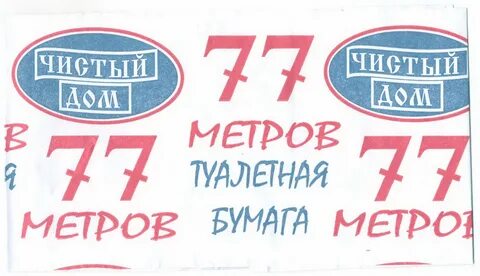 ЧИСТЫЙ
ДОМ
77
МЕТРОВ
ТУАЛЕТНАЯ
БУМАГА
ЧИСТЫЙ
ДОМ
В
Я
77
МЕТРОВ
77
МЕТРОВ